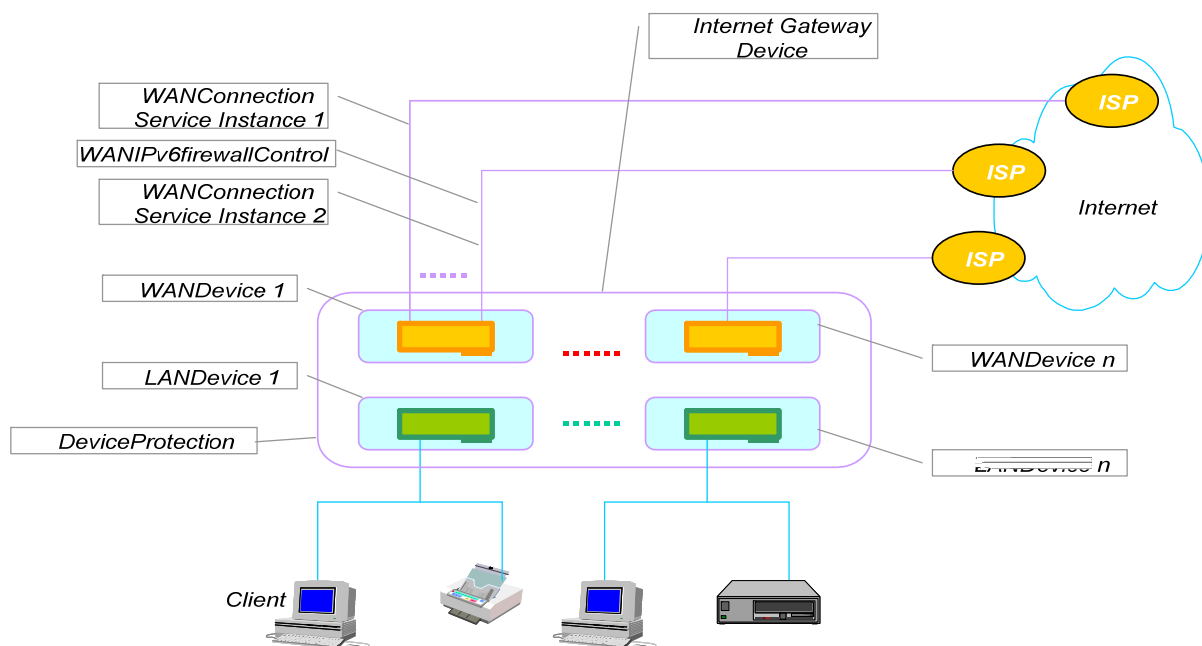 Internet Gateway
Device
WANConnection
Service Instance 1
ISP
WANIPv6firewallControl
ISP
WANConnection
Service Instance 2
Internet
ISP
WANDevice 1
WANDevice n
LANDevice 1
DeviceProtection
LANDevice n
Client